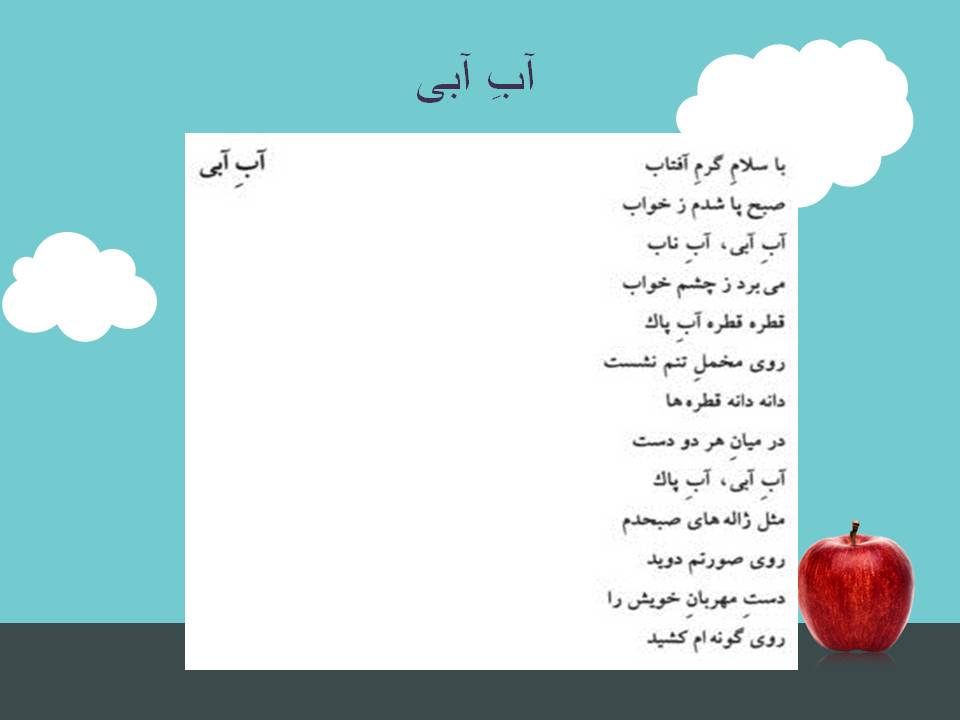 آبِ آبی
آبِ آبی
با سلامِ گرمِ آفتاب
صبح پا شدم ز خواب
آبِ آبی، آبِ ناب
می برد ز چشم خواب
قطره قطره آبِ پاك
روی مخملِ تنم نشست
دانه دانه قطره ها
در میانِ هر دو دست
آبِ آبی، آبِ پاك
مثل ژاله های صبحدم
روی صورتم دوید
دستِ مهربانِ خویش را
روی گونه ام کشید